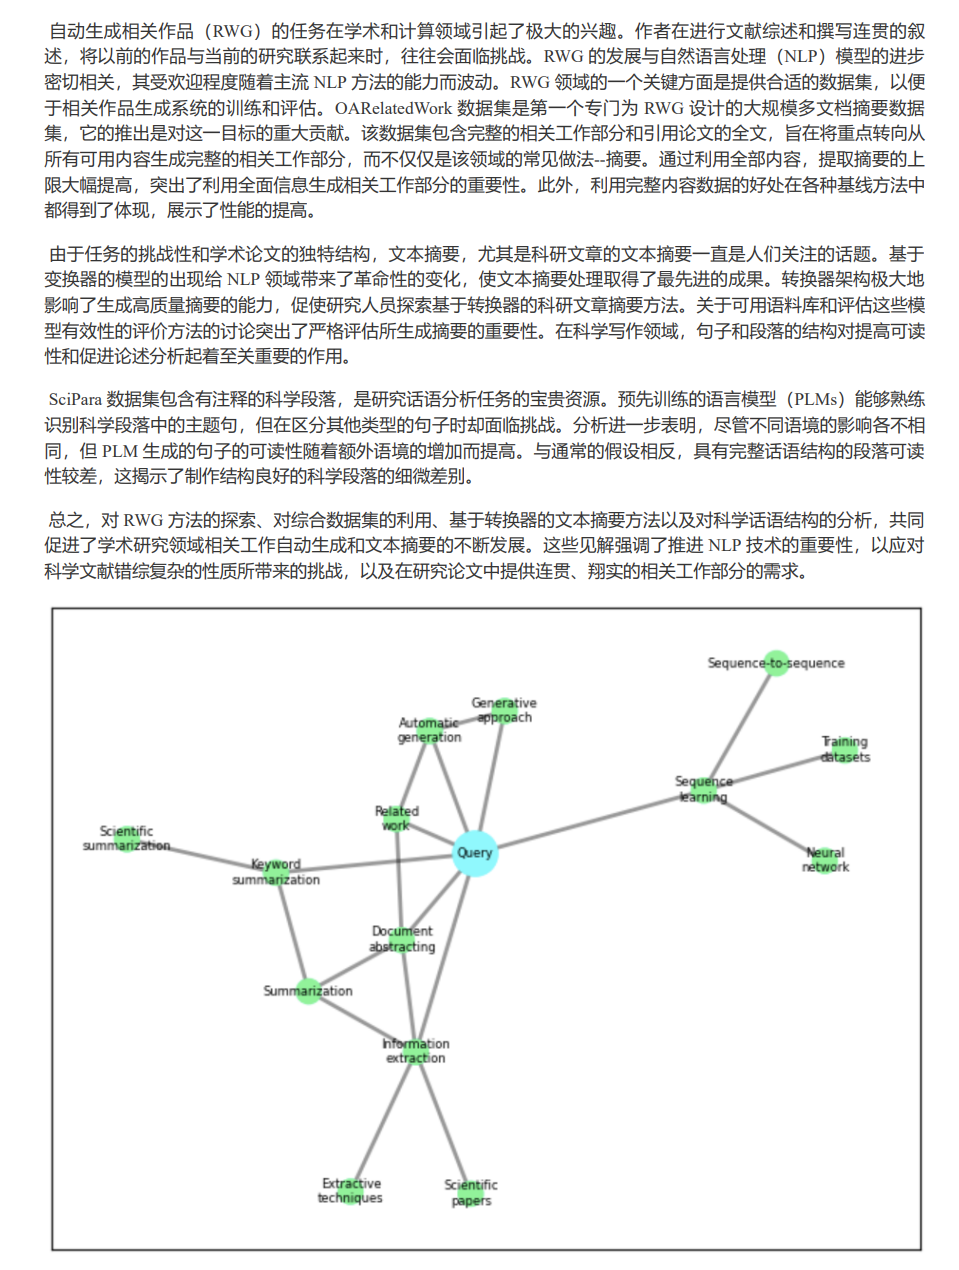 自动生成相关作品（RWG）的任务在学术和计算领域引起了极大的兴趣。作者在进行文献综述和撰写连贯的叙
述，将以前的作品与当前的研究联系起来时，往往会面临挑战。RWG 的发展与自然语言处理（NLP）模型的进步
密切相关，其受欢迎程度随着主流 NLP 方法的能力而波动。RWG 领域的一个关键方面是提供合适的数据集，以便
于相关作品生成系统的训练和评估。OARelatedWork 数据集是第一个专门为 RWG 设计的大规模多文档摘要数据
集，它的推出是对这一目标的重大贡献。该数据集包含完整的相关工作部分和引用论文的全文，旨在将重点转向从
所有可用内容生成完整的相关工作部分，而不仅仅是该领域的常见做法--摘要。通过利用全部内容，提取摘要的上
限大幅提高，突出了利用全面信息生成相关工作部分的重要性。此外，利用完整内容数据的好处在各种基线方法中
都得到了体现，展示了性能的提高。
由于任务的挑战性和学术论文的独特结构，文本摘要，尤其是科研文章的文本摘要一直是人们关注的话题。基于
变换器的模型的出现给 NLP 领域带来了革命性的变化，使文本摘要处理取得了最先进的成果。转换器架构极大地
影响了生成高质量摘要的能力，促使研究人员探索基于转换器的科研文章摘要方法。关于可用语料库和评估这些模
型有效性的评价方法的讨论突出了严格评估所生成摘要的重要性。在科学写作领域，句子和段落的结构对提高可读
性和促进论述分析起着至关重要的作用。
SciPara 数据集包含有注释的科学段落，是研究话语分析任务的宝贵资源。预先训练的语言模型（PLMs）能够熟练
识别科学段落中的主题句，但在区分其他类型的句子时却面临挑战。分析进一步表明，尽管不同语境的影响各不相
同，但 PLM 生成的句子的可读性随着额外语境的增加而提高。与通常的假设相反，具有完整话语结构的段落可读
性较差，这揭示了制作结构良好的科学段落的细微差别。
总之，对 RWG 方法的探索、对综合数据集的利用、基于转换器的文本摘要方法以及对科学话语结构的分析，共同
促进了学术研究领域相关工作自动生成和文本摘要的不断发展。这些见解强调了推进 NLP 技术的重要性，以应对
科学文献错综复杂的性质所带来的挑战，以及在研究论文中提供连贯、翔实的相关工作部分的需求。
Sequence-to-sequence
Generative
approach
Automatic
generation
Training
datasets
Sequence
learning
Related
work
Scientific
summarization
Query
Neural
network
Keyword
summarization
Document
abstracting
Summarization
Information
extraction
Extractive
techniques
Scientific
papers